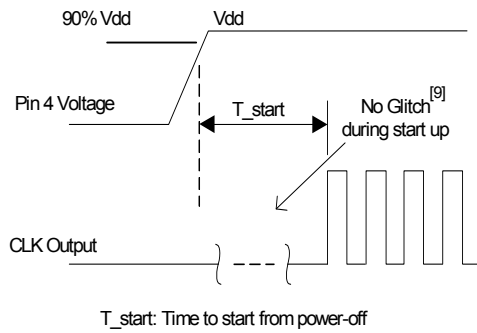 90% Vdd
Vdd
Pin 4 Voltage
T_start
No Glitch[9]
during start up
CLK Output
T_start: Time to start from power-off